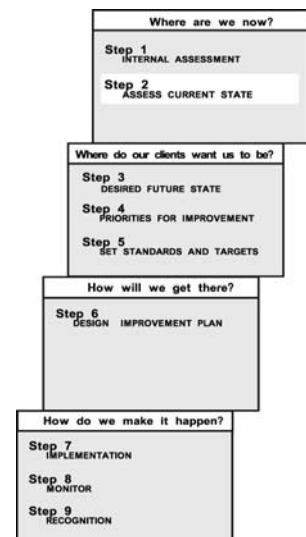 Where are we now?
Step 1
INTERNAL ASSESSMENT
Step 2
ASSESS CURRENT STATE
Where do our clients want us to be?
Step 3
DESIRED FUTURE STATE
Step 4
PRIORITIES FOR IMPROVEMENT
Step 5
SET STANDARDS AND TARGETS
How will we get there?
Step 6
DESIGN IMPROVEMENT PLAN
How do we make it happen?
Step 7
IMPLEMENTATION
Step 8
MONITOR
Step 9
RECOGNITION